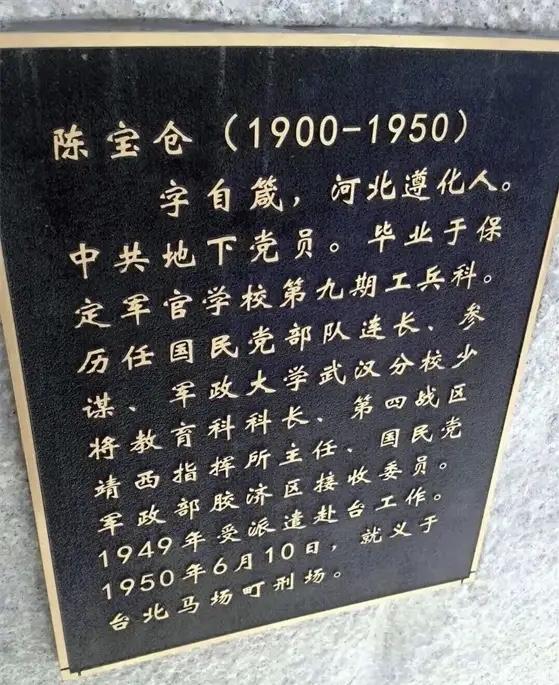 陈宝仓（1900-1950）
字自箴，河北遵化人。
中共地下党员。毕业于保
定军官学校第九期工兵科。
历任国民党部队连长、参
谋、军政大学武汉分校少
将教育科科长、第四战区
靖西指挥所主任、国民党
军政部胶济区接收委员。
1949年受派遣赴台工作。
1950年6月10日，就义于
台北马场町刑场。